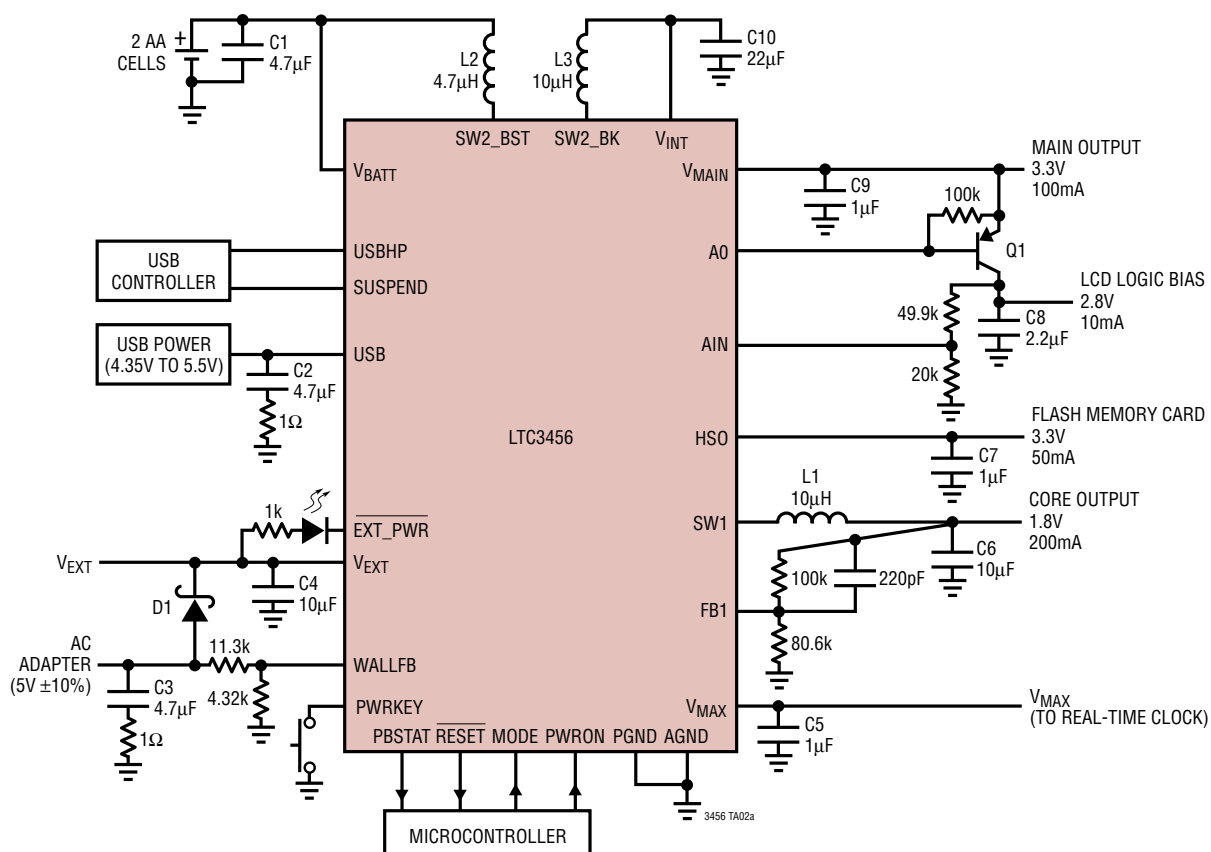 2 AA
CELLS
+
C1
4.7µF
L2
4.7µH
L3
10µH
C10
22µF
SW2_BST
SW2_BK
VINT
VBATT
VMAIN
MAIN OUTPUT
3.3V
100mA
C9
1µF
100k
USB
CONTROLLER
USBHP
SUSPEND
A0
Q1
LCD LOGIC BIAS
2.8V
10mA
49.9k
C8
2.2µF
USB POWER
(4.35V TO 5.5V)
USB
AIN
C2
4.7µF
1Ω
20k
LTC3456
HSO
FLASH MEMORY CARD
3.3V
50mA
C7
1µF
L1
10µH
1k
EXT_PWR
SW1
CORE OUTPUT
1.8V
200mA
VEXT
VEXT
C4
10µF
100k
220pF
C6
10µF
D1
FB1
AC
ADAPTER
(5V ±10%)
11.3k
WALLFB
80.6k
C3
4.7µF
4.32k
1Ω
PWRKEY
VMAX
VMAX
(TO REAL-TIME CLOCK)
C5
1µF
PBSTAT RESET MODE PWRON PGND AGND
3456 TA02a
MICROCONTROLLER